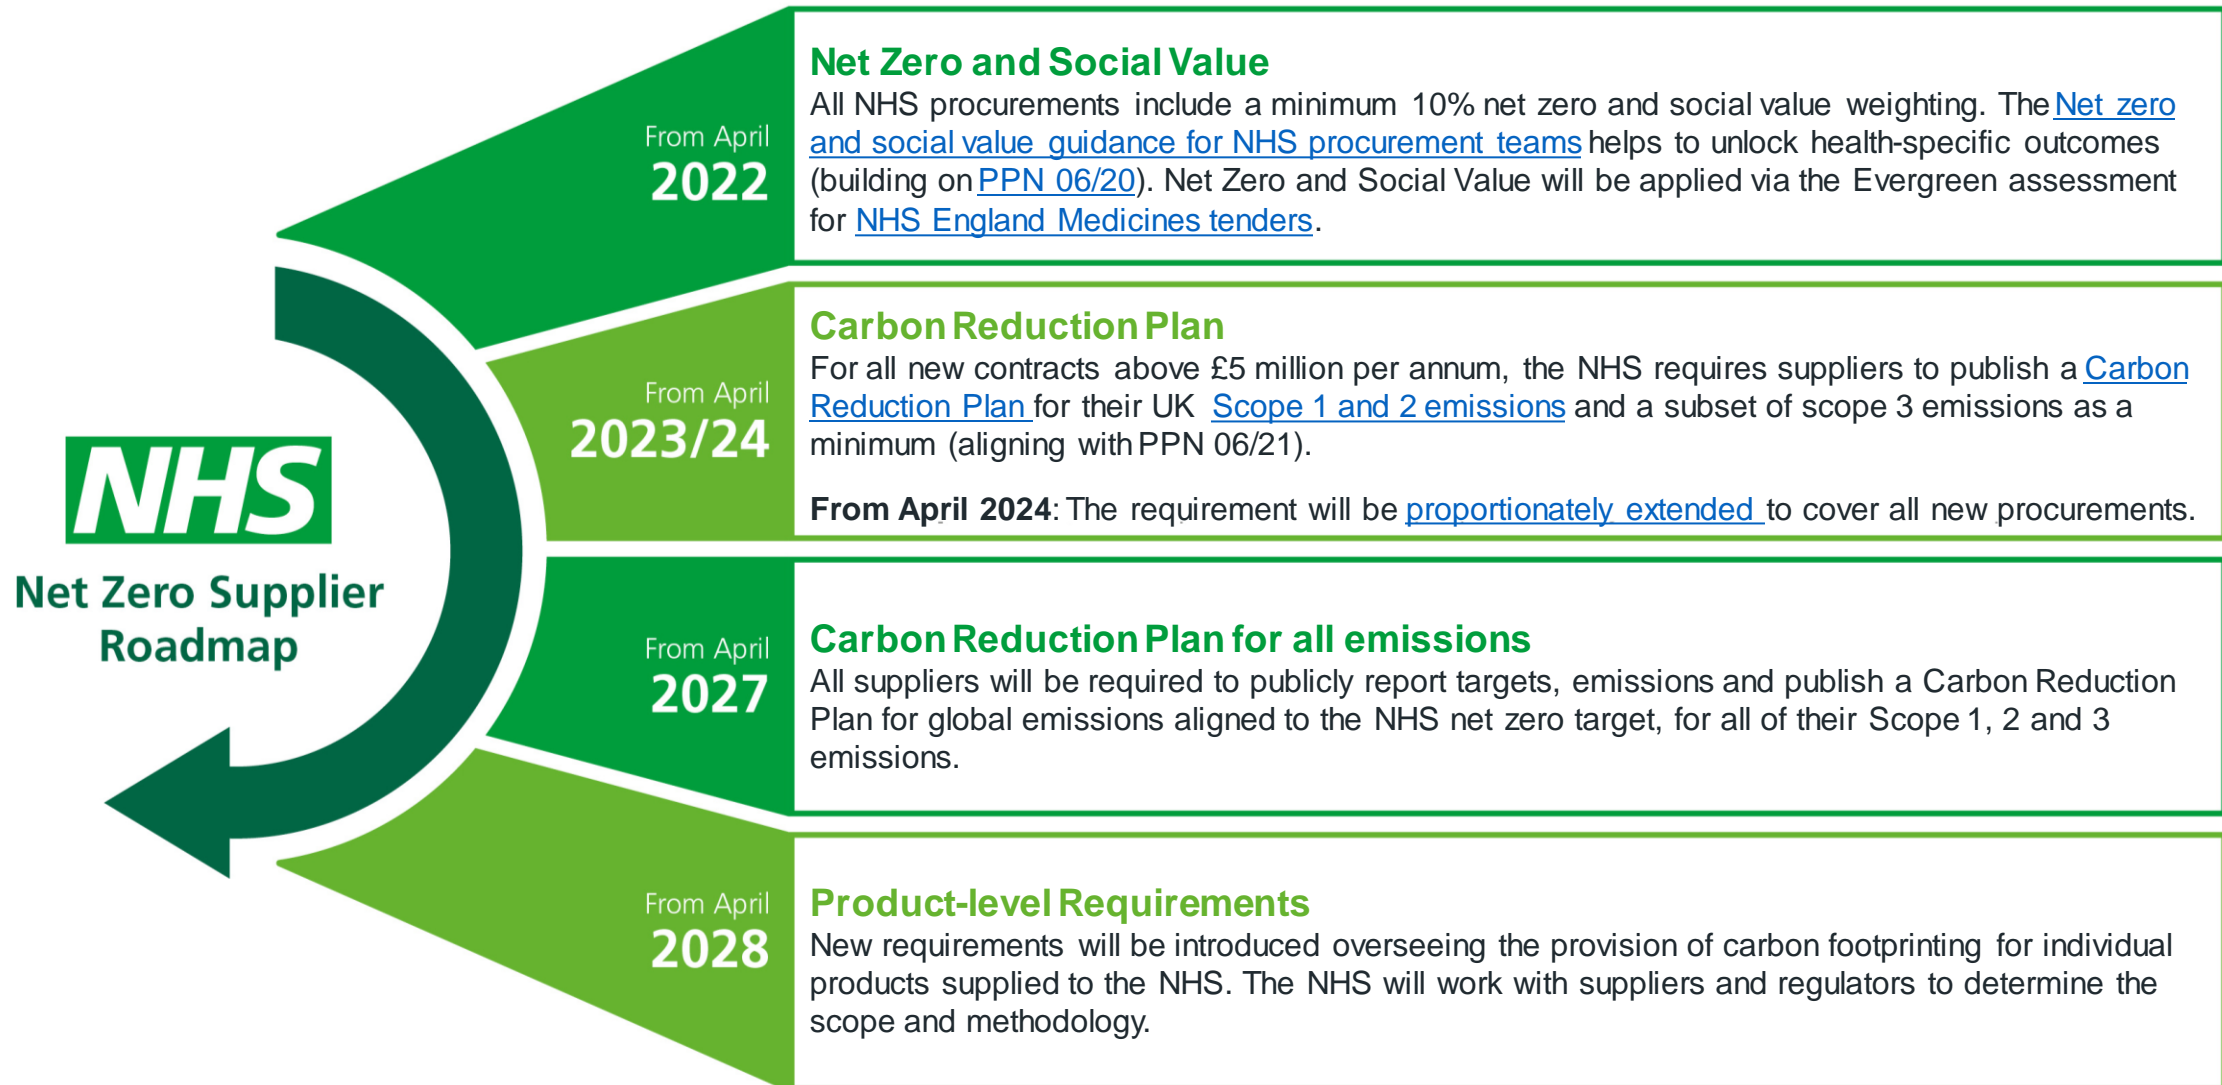 NHS
Net Zero Supplier
Roadmap
From April
2022
Net Zero and Social Value
All NHS procurements include a minimum 10% net zero and social value weighting. The Net zero
and social value guidance for NHS procurement teams helps to unlock health-specific outcomes
(building on PPN 06/20). Net Zero and Social Value will be applied via the Evergreen assessment
for NHS England Medicines tenders.
From April
2023/24
Carbon Reduction Plan
For all new contracts above £5 million per annum, the NHS requires suppliers to publish a Carbon
Reduction Plan for their UK Scope 1 and 2 emissions and a subset of scope 3 emissions as a
minimum (aligning with PPN 06/21).
From April 2024: The requirement will be proportionately extended to cover all new procurements.
From April
2027
Carbon Reduction Plan for all emissions
All suppliers will be required to publicly report targets, emissions and publish a Carbon Reduction
Plan for global emissions aligned to the NHS net zero target, for all of their Scope 1, 2 and 3
emissions.
From April
2028
Product-level Requirements
New requirements will be introduced overseeing the provision of carbon footprinting for individual
products supplied to the NHS. The NHS will work with suppliers and regulators to determine the
scope and methodology.